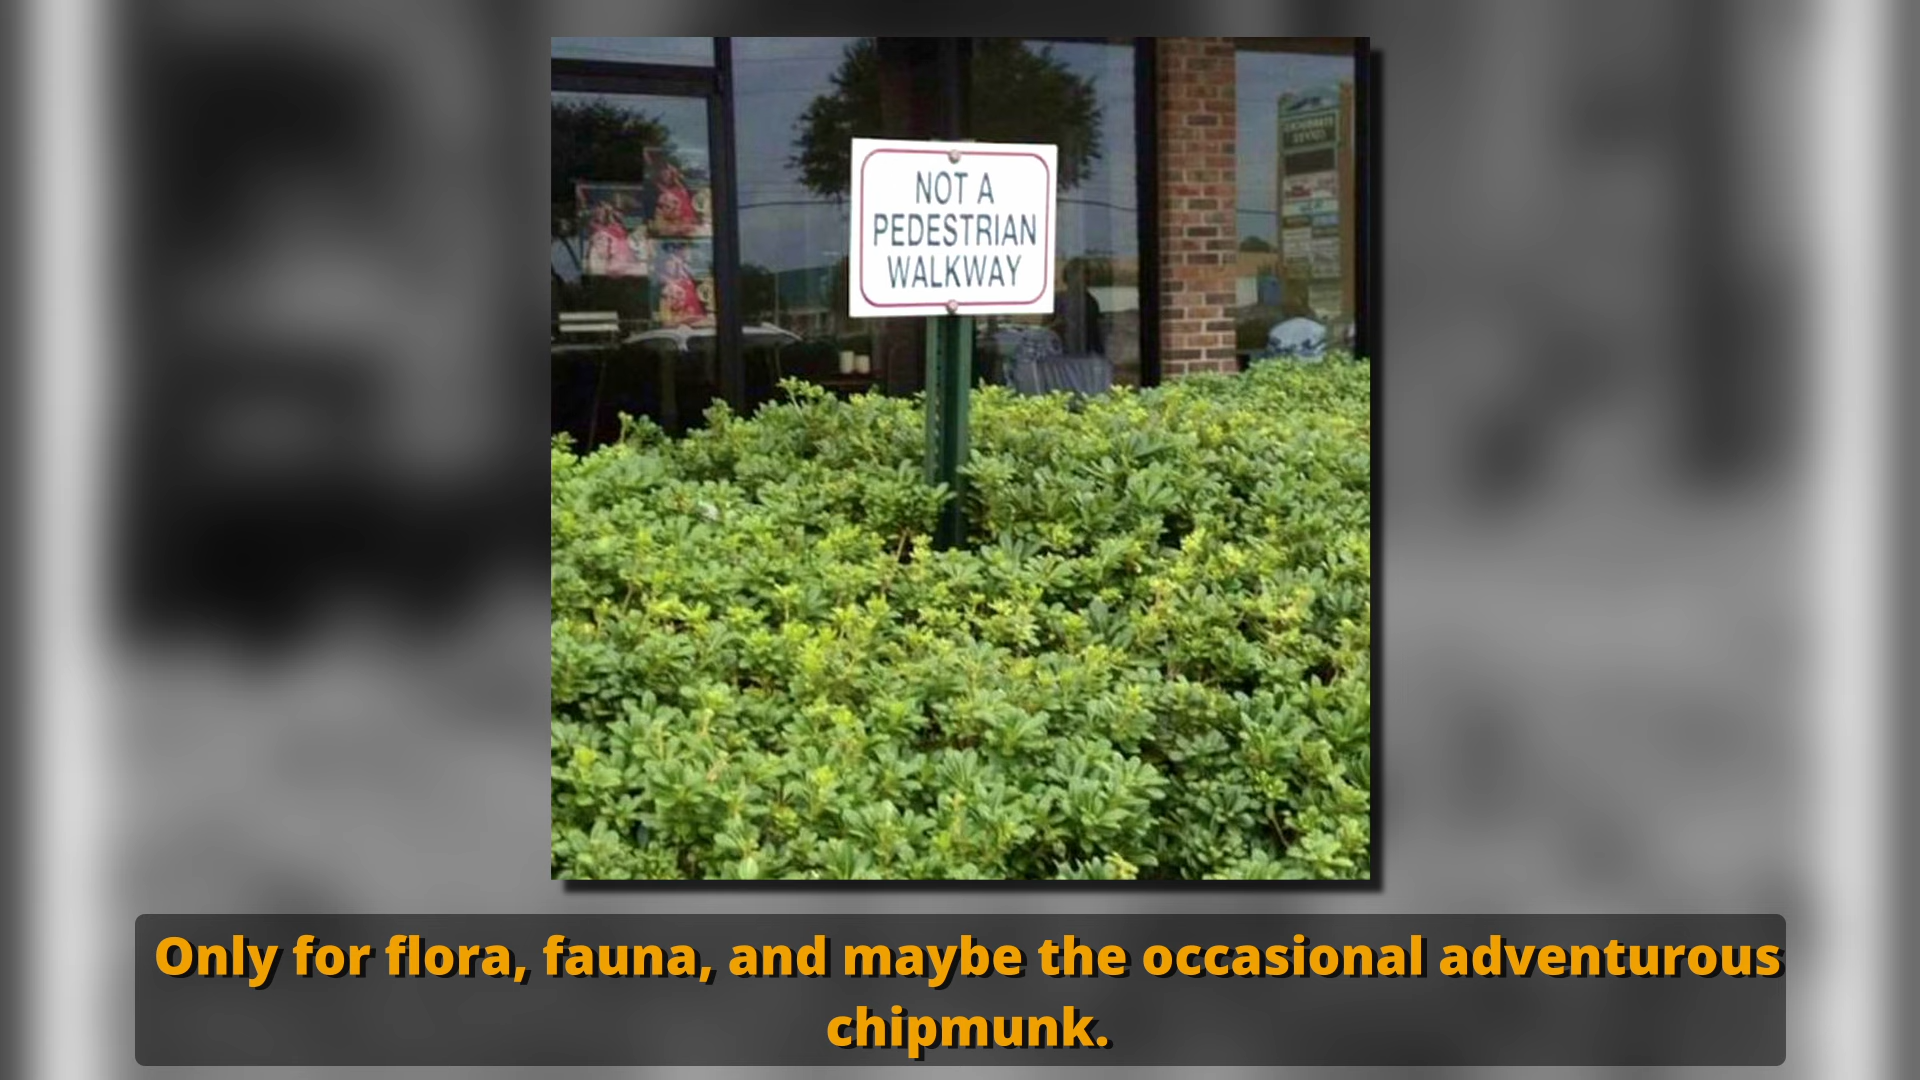 NOT A
PEDESTRIAN
WALKWAY
Only for flora, fauna, and maybe the occasional adventurous
chipmunk.